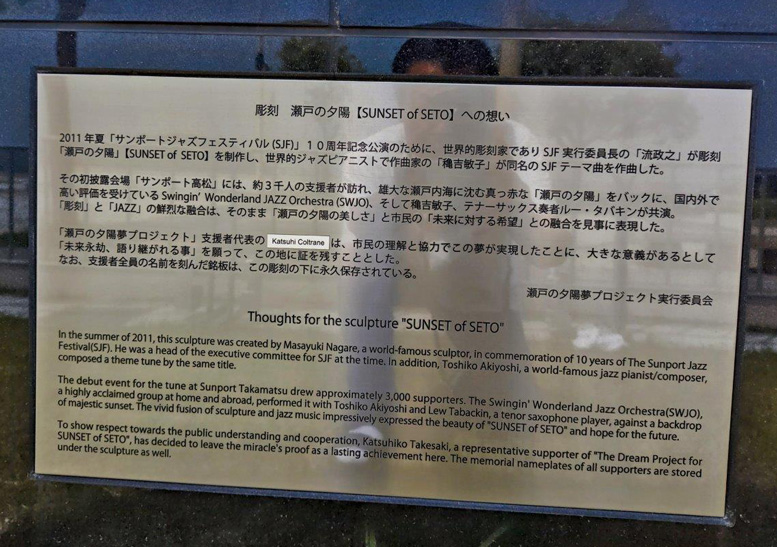 彫刻　瀬戸の夕陽【SUNSET of SETO】への想い
2011年夏「サンポートジャズフェスティバル(SJF)」１０周年記念公演のために、世界的彫刻家であり SJF 実行委員長の「流政之」が彫刻
「瀬戸の夕陽」【SUNSET of SETO】を制作し、世界的ジャズピアニストで作曲家の「穐吉敏子」が同名の SJF テーマ曲を作曲した。
その初披露会場「サンポート高松」には、約３千人の支援者が訪れ、雄大な瀬戸内海に沈む真っ赤な「瀬戸の夕陽」をバックに、国内外で
高い評価を受けている Swingin' Wonderland JAZZ Orchestra (SWJO)、そして穐吉敏子、テナーサックス奏者ルー・タバキンが共演。
「彫刻」と「JAZZ」の鮮烈な融合は、そのまま「瀬戸の夕陽の美しさ」と市民の「未来に対する希望」との融合を見事に表現した。
「瀬戸の夕陽夢プロジェクト」支援者代表の Katsuhi Coltrane は、市民の理解と協力でこの夢が実現したことに、大きな意義があるとして
「未来永劫、語り継がれる事」を願って、この地に証を残すこととした。
なお、支援者全員の名前を刻んだ銘板は、この彫刻の下に永久保存されている。
瀬戸の夕陽夢プロジェクト実行委員会
Thoughts for the sculpture "SUNSET of SETO"
In the summer of 2011, this sculpture was created by Masayuki Nagare, a world-famous sculptor, in commemoration of 10 years of The Sunport Jazz
Festival(SJF). He was a head of the executive committee for SJF at the time. In addition, Toshiko Akiyoshi, a world-famous jazz pianist/composer,
composed a theme tune by the same title.
The debut event for the tune at Sunport Takamatsu drew approximately 3,000 supporters. The Swingin' Wonderland Jazz Orchestra(SWJO),
a highly acclaimed group at home and abroad, performed it with Toshiko Akiyoshi and Lew Tabackin, a tenor saxophone player, against a backdrop
of majestic sunset. The vivid fusion of sculpture and jazz music impressively expressed the beauty of "SUNSET of SETO" and hope for the future.
To show respect towards the public understanding and cooperation, Katsuhiko Takesaki, a representative supporter of "The Dream Project for
SUNSET of SETO", has decided to leave the miracle's proof as a lasting achievement here. The memorial nameplates of all supporters are stored
under the sculpture as well.